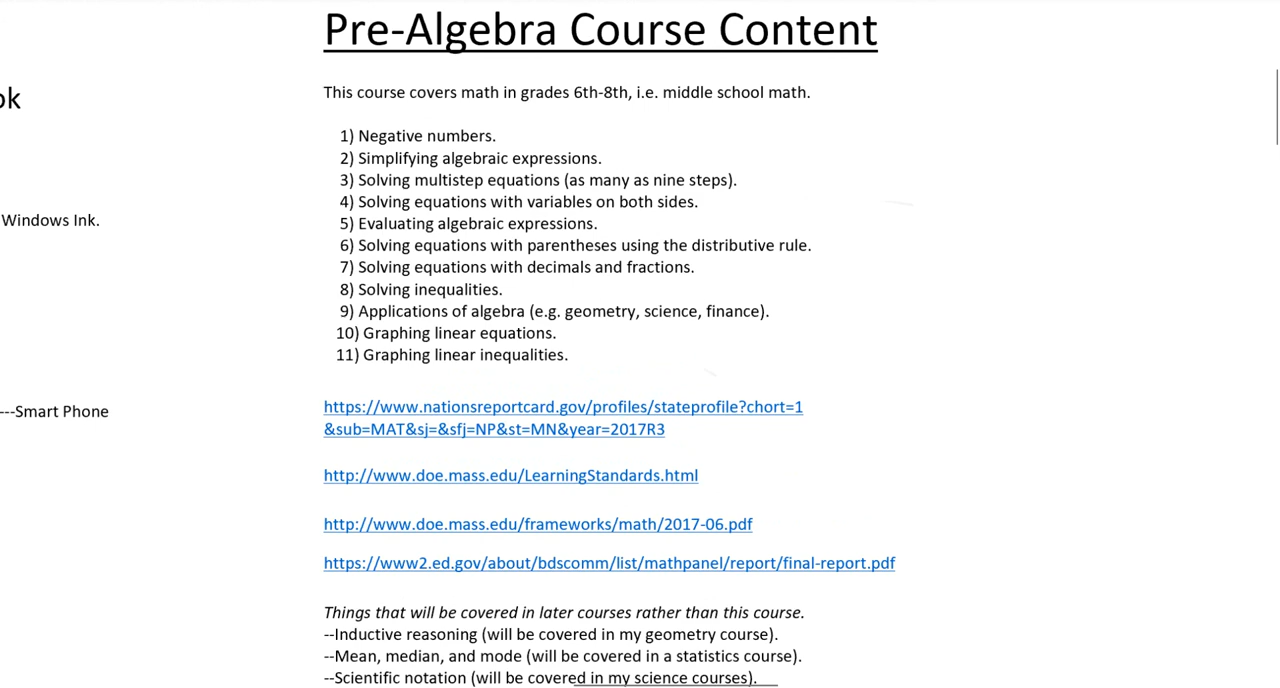 Pre-Algebra Course Content
ok
This course covers math in grades 6th-8th, i.e. middle school math.
1) Negative numbers.
2) Simplifying algebraic expressions.
3) Solving multistep equations (as many as nine steps).
4) Solving equations with variables on both sides.
Windows Ink.
5) Evaluating algebraic expressions.
6) Solving equations with parentheses using the distributive rule.
7) Solving equations with decimals and fractions.
8) Solving inequalities.
9) Applications of algebra (e.g. geometry, science, finance).
10) Graphing linear equations.
11) Graphing linear inequalities.
---Smart Phone
https://www.nationsreportcard.gov/profiles/stateprofile?chort=1
&sub=MAT&sj=&sfj=NP&st=MN&year=2017R3
http://www.doe.mass.edu/LearningStandards.html
http://www.doe.mass.edu/frameworks/math/2017-06.pdf
https://www2.ed.gov/about/bdscomm/list/mathpanel/report/final-report.pdf
Things that will be covered in later courses rather than this course.
--Inductive reasoning (will be covered in my geometry course).
--Mean, median, and mode (will be covered in a statistics course).
--Scientific notation (will be covered in my science courses).